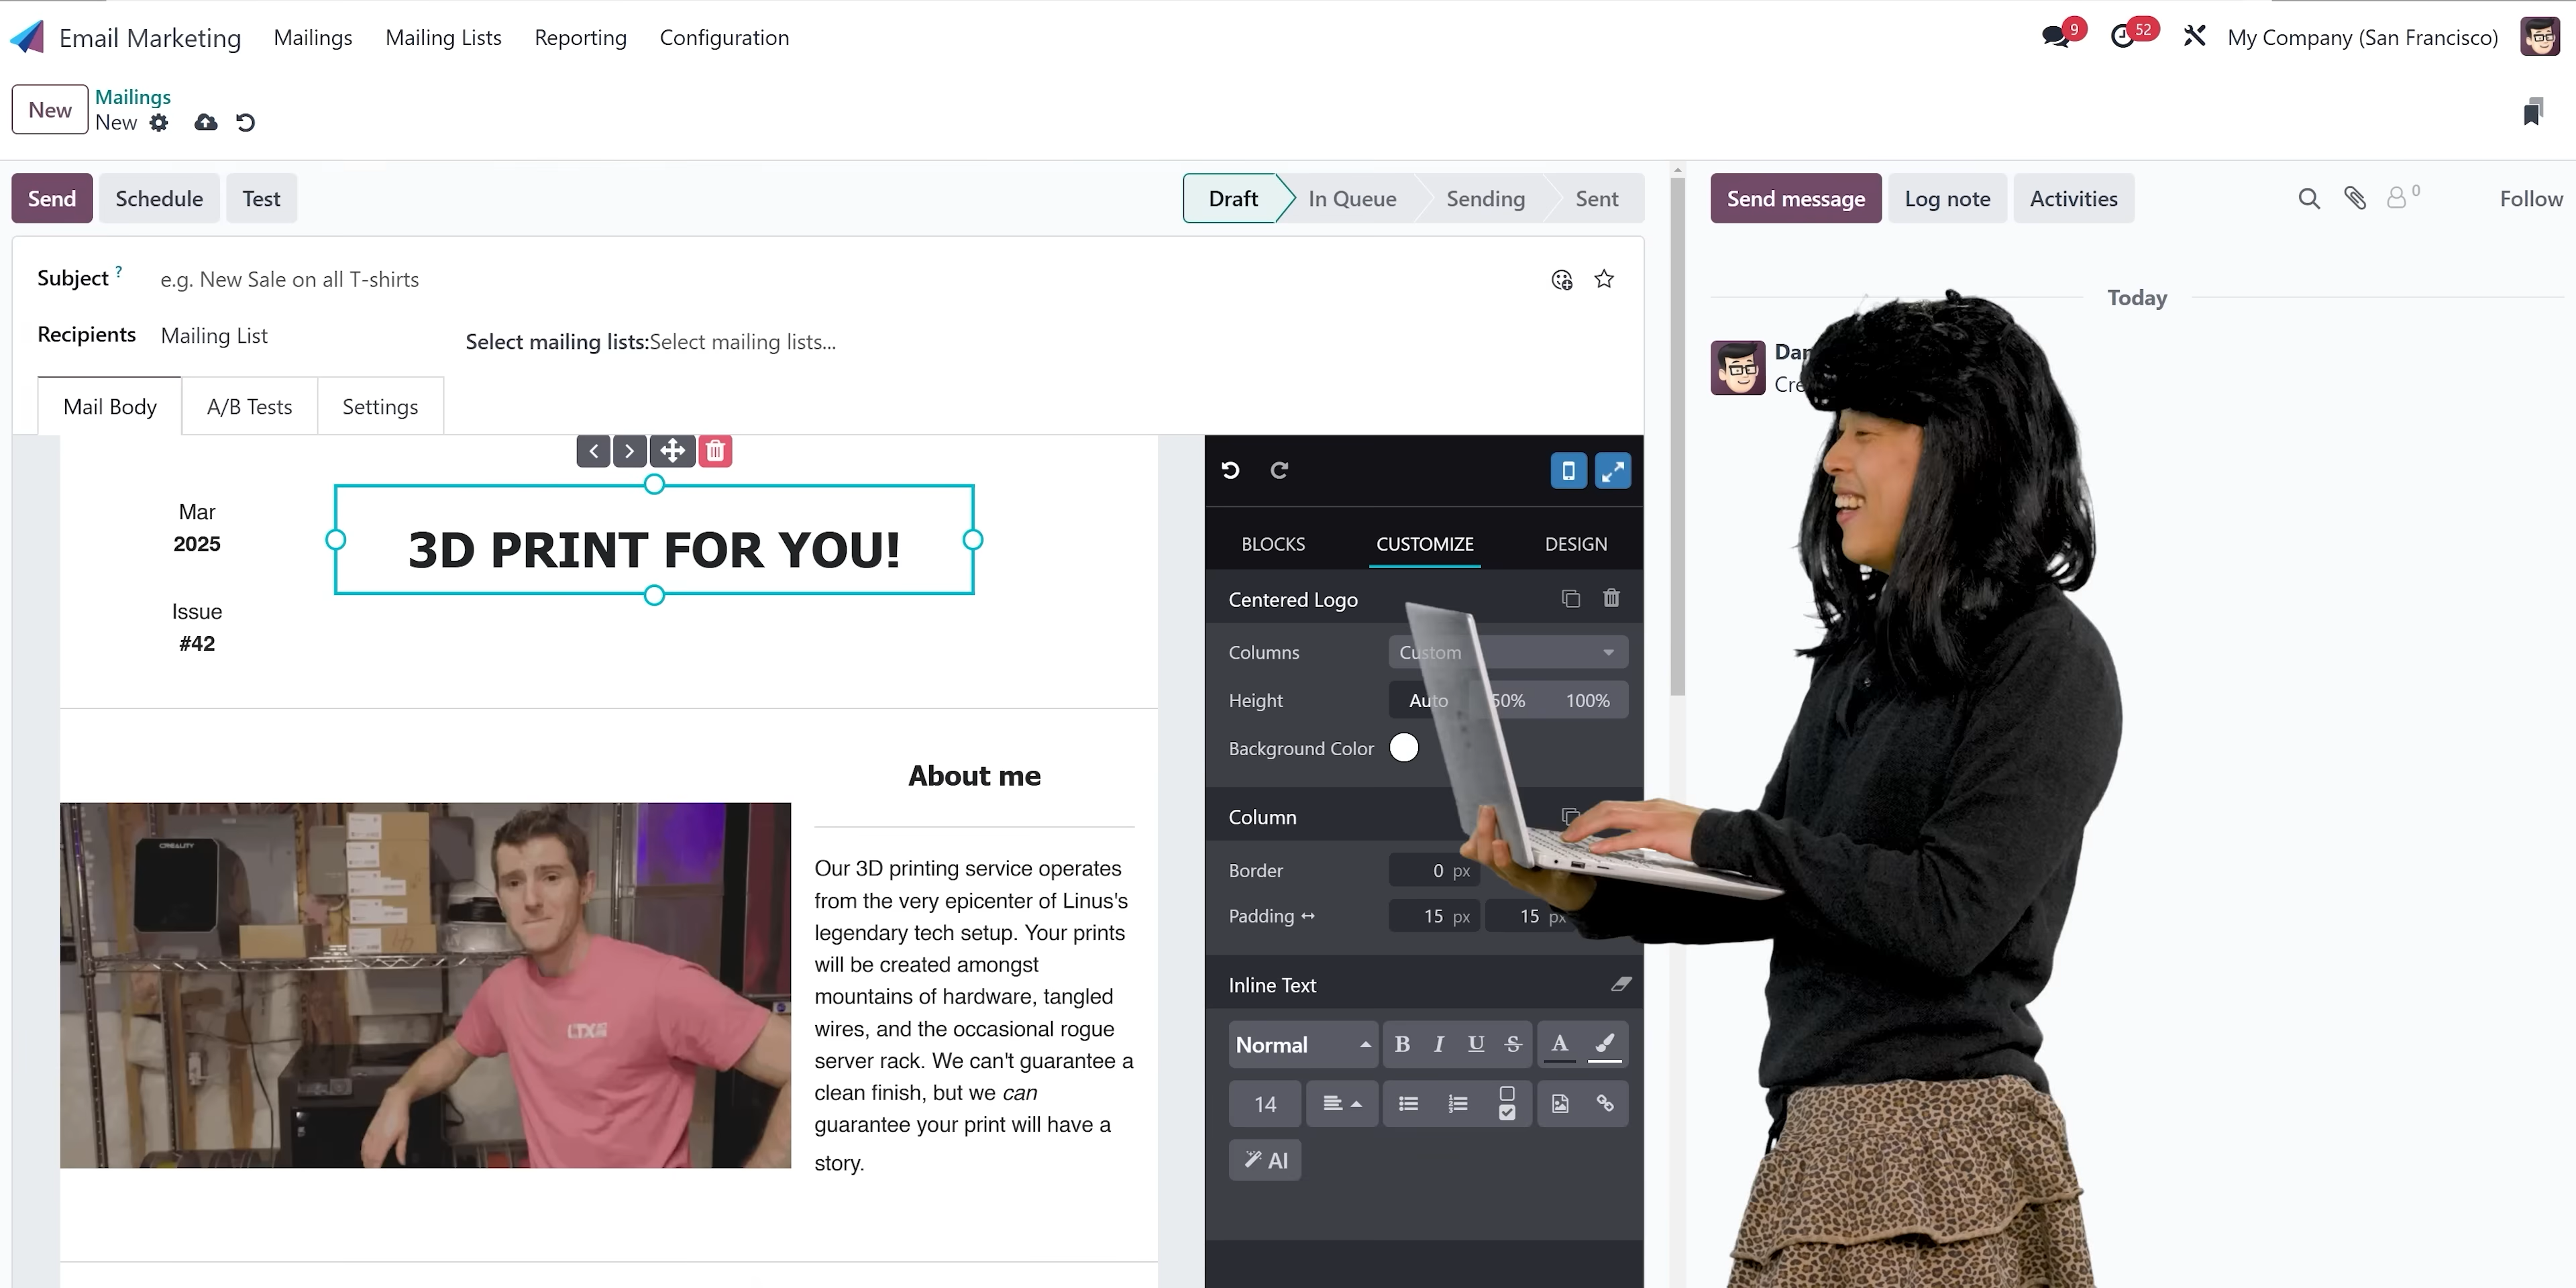 Email Marketing Mailings Mailing Lists Reporting Configuration 9 52 My Company (San Francisco)
New Mailings
New
Send Schedule Test Draft In Queue Sending Sent Send message Log note Activities 0 Follow
Subject ? e.g. New Sale on all T-shirts
Today
Recipients Mailing List Select mailing lists:Select mailing lists...
Mail Body A/B Tests Settings
Mar
2025
Issue
#42
3D PRINT FOR YOU!
About me
CREALITY
LTX
Our 3D printing service operates
from the very epicenter of Linus's
legendary tech setup. Your prints
will be created amongst
mountains of hardware, tangled
wires, and the occasional rogue
server rack. We can't guarantee a
clean finish, but we can
guarantee your print will have a
story.
BLOCKS CUSTOMIZE DESIGN
Centered Logo
Columns Custom
Height Auto 50% 100%
Background Color
Column
Border 0 px
Padding 15 px 15 px
Inline Text
Normal B I U S A
14
AI